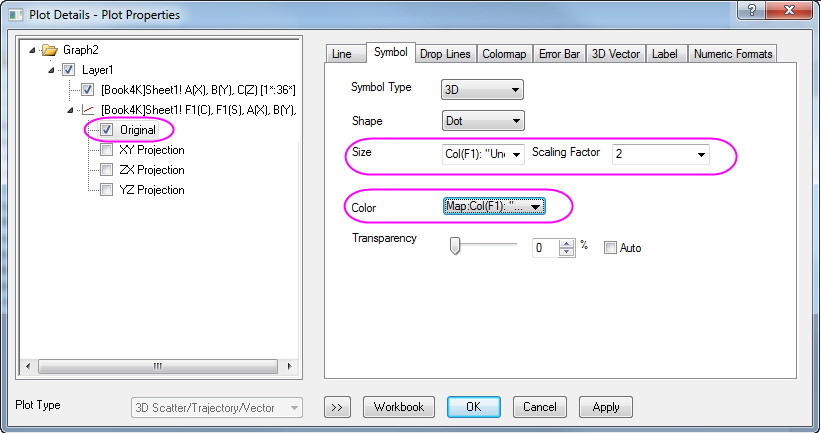 Plot Details - Plot Properties
Graph2
Layer1
[Book4K]Sheet1! A(X), B(Y), C(Z) [1*:36*]
[Book4K]Sheet1! F1(C), F1(S), A(X), B(Y),
Original
XY Projection
ZX Projection
YZ Projection
Line Symbol Drop Lines Colormap Error Bar 3D Vector Label Numeric Formats
Symbol Type 3D
Shape Dot
Size Col(F1): "Un Scaling Factor 2
Color Map:Col(F1): "...
Transparency 0 % Auto
Plot Type 3D Scatter/Trajectory/Vector >> Workbook OK Cancel Apply